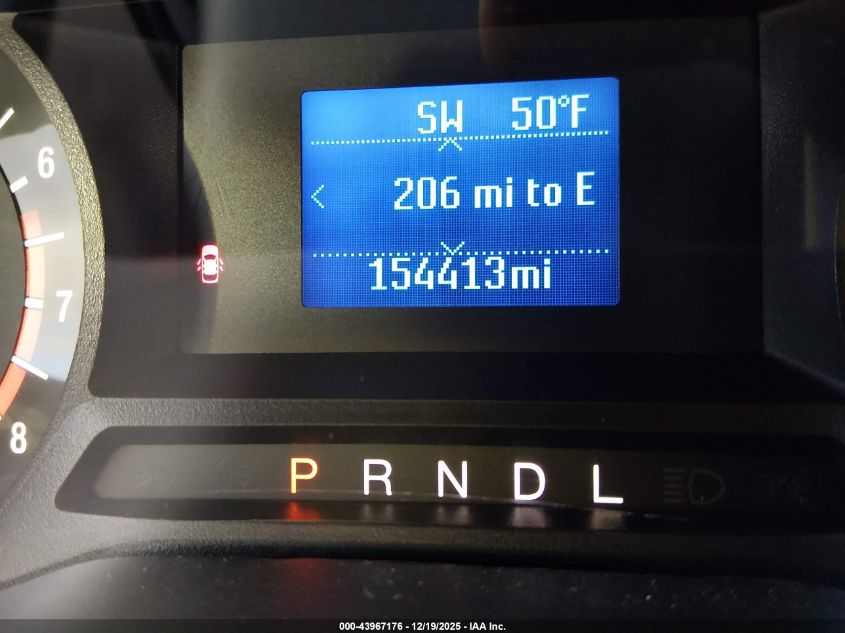 6
7
8
SW 50°F
206 mi to E
154413mi
P R N D L
000-43967176 - 12/19/2025 - IAA Inc.